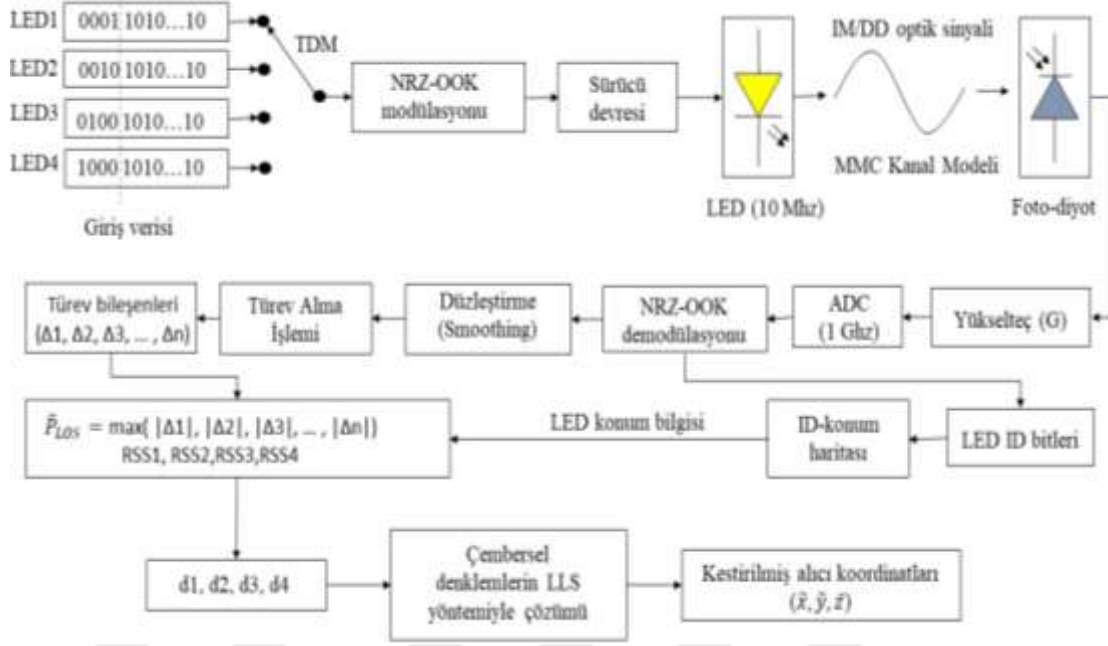 LED1 0001 1010...10
LED2 0010 1010...10
LED3 0100 1010...10
LED4 1000 1010...10
Giriş verisi
TDM
NRZ-OOK
modülasyonu
Sürücü
devresi
LED (10 Mhz)
IM/DD optik sinyali
MMC Kanal Modeli
Foto-diyot
Yükselteç (G)
ADC
(1 Ghz)
NRZ-OOK
demodülasyonu
Düzleştirme
(Smoothing)
Türev Alma
İşlemi
Türev bileşenleri
(Δ1, Δ2, Δ3, ... , Δn)
LED ID bitleri
ID-konum
haritası
LED konum bilgisi
P̃LOS = max( |Δ1|, |Δ2|, |Δ3|, ... , |Δn|)
RSS1, RSS2,RSS3,RSS4
d1, d2, d3, d4
Çembersel
denklemlerin LLS
yöntemiyle çözümü
Kestirilmiş alıcı koordinatları
(x̃, ỹ, z̃)